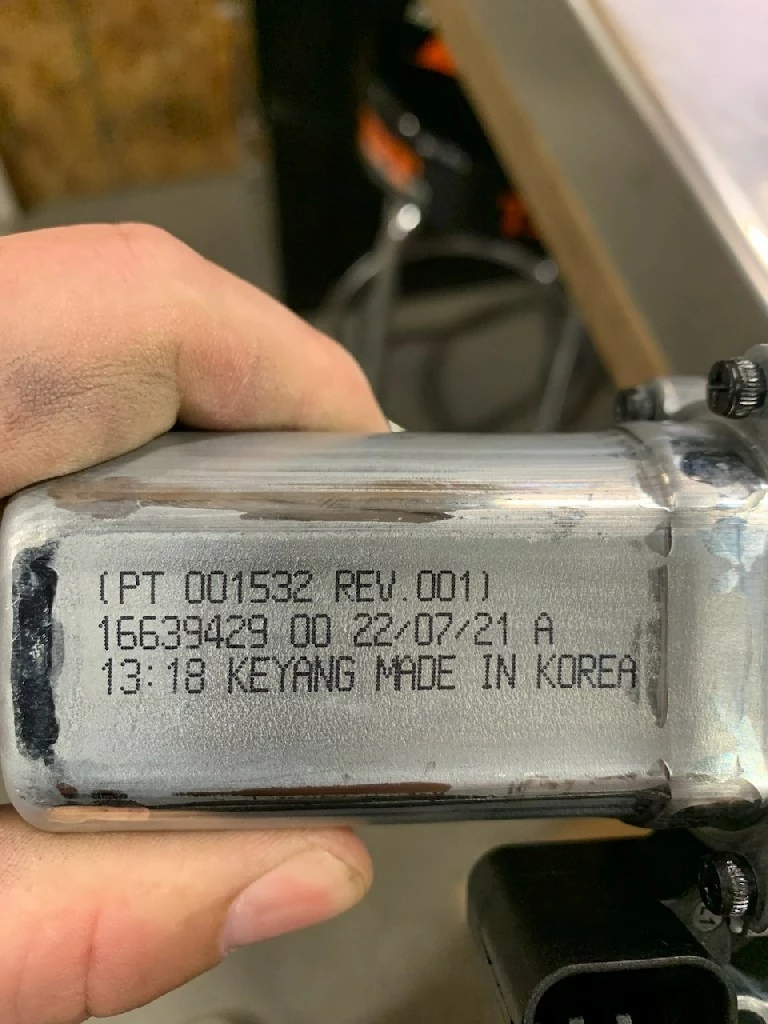 (PT 001532 REV.001)
16639429 00 22/07/21 A
13:18 KEYANG MADE IN KOREA